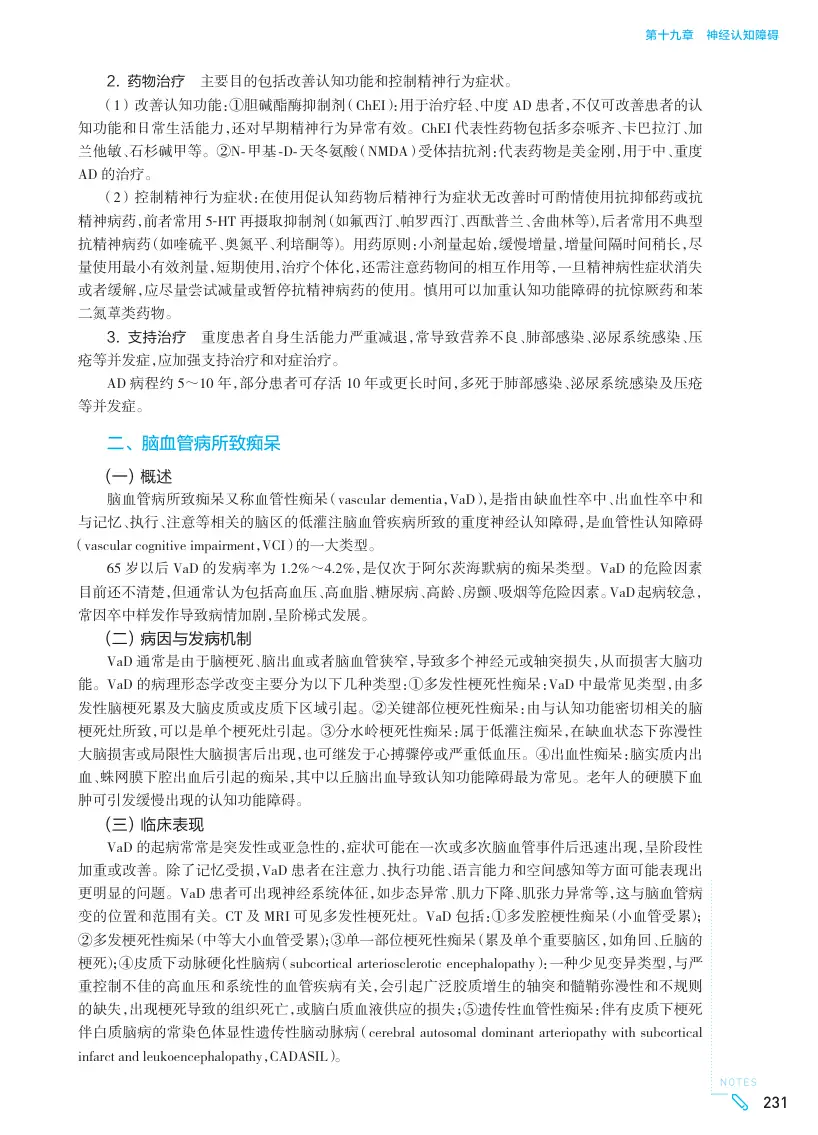 第十九章　神经认知障碍
2. 药物治疗　主要目的包括改善认知功能和控制精神行为症状。
（1）改善认知功能：①胆碱酯酶抑制剂（ChEI）：用于治疗轻、中度 AD 患者，不仅可改善患者的认
知功能和日常生活能力，还对早期精神行为异常有效。ChEI 代表性药物包括多奈哌齐、卡巴拉汀、加
兰他敏、石杉碱甲等。②N- 甲基 -D- 天冬氨酸（NMDA）受体拮抗剂：代表药物是美金刚，用于中、重度
AD 的治疗。
（2）控制精神行为症状：在使用促认知药物后精神行为症状无改善时可酌情使用抗抑郁药或抗
精神病药，前者常用 5-HT 再摄取抑制剂（如氟西汀、帕罗西汀、西酞普兰、舍曲林等），后者常用不典型
抗精神病药（如喹硫平、奥氮平、利培酮等）。用药原则：小剂量起始，缓慢增量，增量间隔时间稍长，尽
量使用最小有效剂量，短期使用，治疗个体化，还需注意药物间的相互作用等，一旦精神病性症状消失
或者缓解，应尽量尝试减量或暂停抗精神病药的使用。慎用可以加重认知功能障碍的抗惊厥药和苯
二氮䓬类药物。
3. 支持治疗　重度患者自身生活能力严重减退，常导致营养不良、肺部感染、泌尿系统感染、压
疮等并发症，应加强支持治疗和对症治疗。
AD 病程约 5～10 年，部分患者可存活 10 年或更长时间，多死于肺部感染、泌尿系统感染及压疮
等并发症。
二、脑血管病所致痴呆
（一）概述
脑血管病所致痴呆又称血管性痴呆（vascular dementia，VaD），是指由缺血性卒中、出血性卒中和
与记忆、执行、注意等相关的脑区的低灌注脑血管疾病所致的重度神经认知障碍，是血管性认知障碍
（vascular cognitive impairment，VCI）的一大类型。
65 岁以后 VaD 的发病率为 1.2%～4.2%，是仅次于阿尔茨海默病的痴呆类型。VaD 的危险因素
目前还不清楚，但通常认为包括高血压、高血脂、糖尿病、高龄、房颤、吸烟等危险因素。VaD 起病较急，
常因卒中样发作导致病情加剧，呈阶梯式发展。
（二）病因与发病机制
VaD 通常是由于脑梗死、脑出血或者脑血管狭窄，导致多个神经元或轴突损失，从而损害大脑功
能。VaD 的病理形态学改变主要分为以下几种类型：①多发性梗死性痴呆：VaD 中最常见类型，由多
发性脑梗死累及大脑皮质或皮质下区域引起。②关键部位梗死性痴呆：由与认知功能密切相关的脑
梗死灶所致，可以是单个梗死灶引起。③分水岭梗死性痴呆：属于低灌注痴呆，在缺血状态下弥漫性
大脑损害或局限性大脑损害后出现，也可继发于心搏骤停或严重低血压。④出血性痴呆：脑实质内出
血、蛛网膜下腔出血后引起的痴呆，其中以丘脑出血导致认知功能障碍最为常见。老年人的硬膜下血
肿可引发缓慢出现的认知功能障碍。
（三）临床表现
VaD 的起病常常是突发性或亚急性的，症状可能在一次或多次脑血管事件后迅速出现，呈阶段性
加重或改善。除了记忆受损，VaD 患者在注意力、执行功能、语言能力和空间感知等方面可能表现出
更明显的问题。VaD 患者可出现神经系统体征，如步态异常、肌力下降、肌张力异常等，这与脑血管病
变的位置和范围有关。CT 及 MRI 可见多发性梗死灶。VaD 包括：①多发腔梗性痴呆（小血管受累）；
②多发梗死性痴呆（中等大小血管受累）；③单一部位梗死性痴呆（累及单个重要脑区，如角回、丘脑的
梗死）；④皮质下动脉硬化性脑病（subcortical arteriosclerotic encephalopathy）：一种少见变异类型，与严
重控制不佳的高血压和系统性的血管疾病有关，会引起广泛胶质增生的轴突和髓鞘弥漫性和不规则
的缺失，出现梗死导致的组织死亡，或脑白质血液供应的损失；⑤遗传性血管性痴呆：伴有皮质下梗死
伴白质脑病的常染色体显性遗传性脑动脉病（cerebral autosomal dominant arteriopathy with subcortical
infarct and leukoencephalopathy，CADASIL）。
NOTES
231